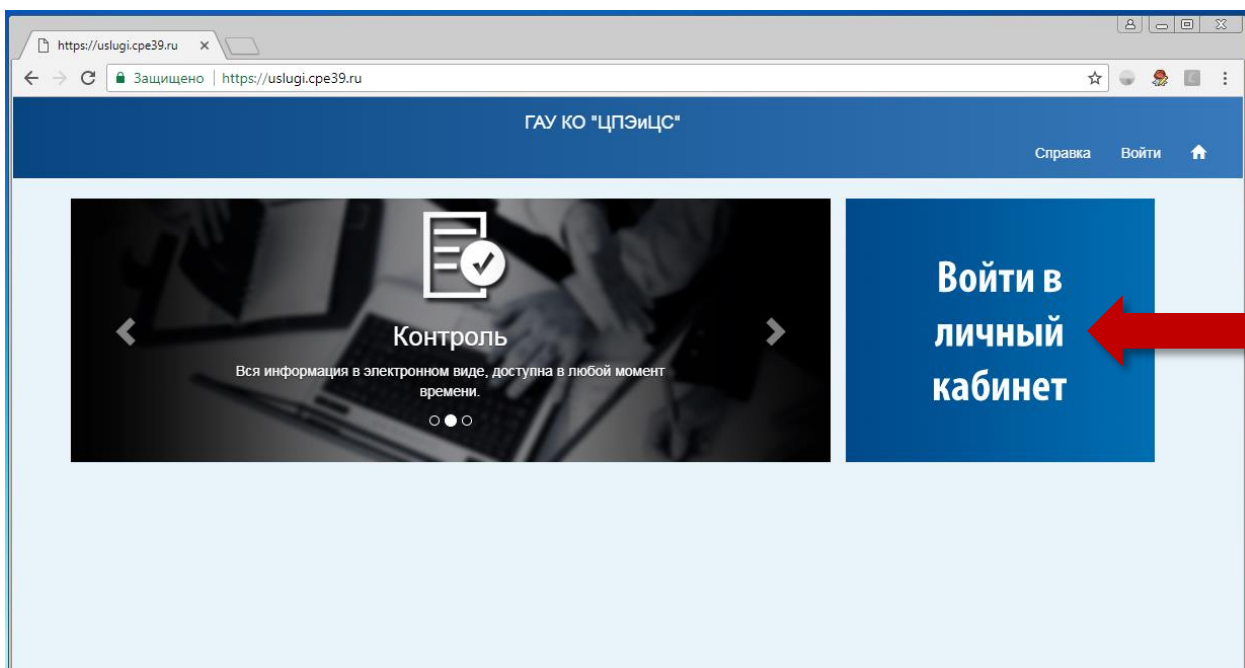 https://uslugi.cpe39.ru
Защищено | https://uslugi.cpe39.ru
ГАУ КО "ЦПЭиЦС"
Справка Войти
Контроль
Вся информация в электронном виде, доступна в любой момент
времени.
Войти в
личный
кабинет